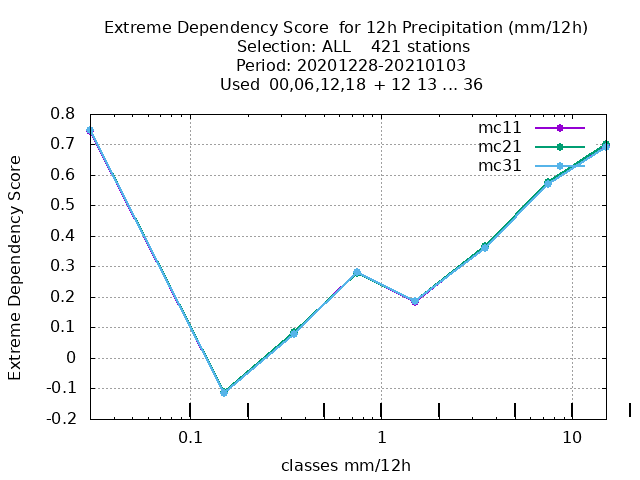 Extreme Dependency Score  for 12h Precipitation (mm/12h)
Selection: ALL    421 stations
Period: 20201228-20210103
Used  00,06,12,18  + 12 13 ... 36
mc11
mc21
mc31
Extreme Dependency Score
0.8
0.7
0.6
0.5
0.4
0.3
0.2
0.1
0
-0.1
-0.2
0.1 1 10
classes mm/12h